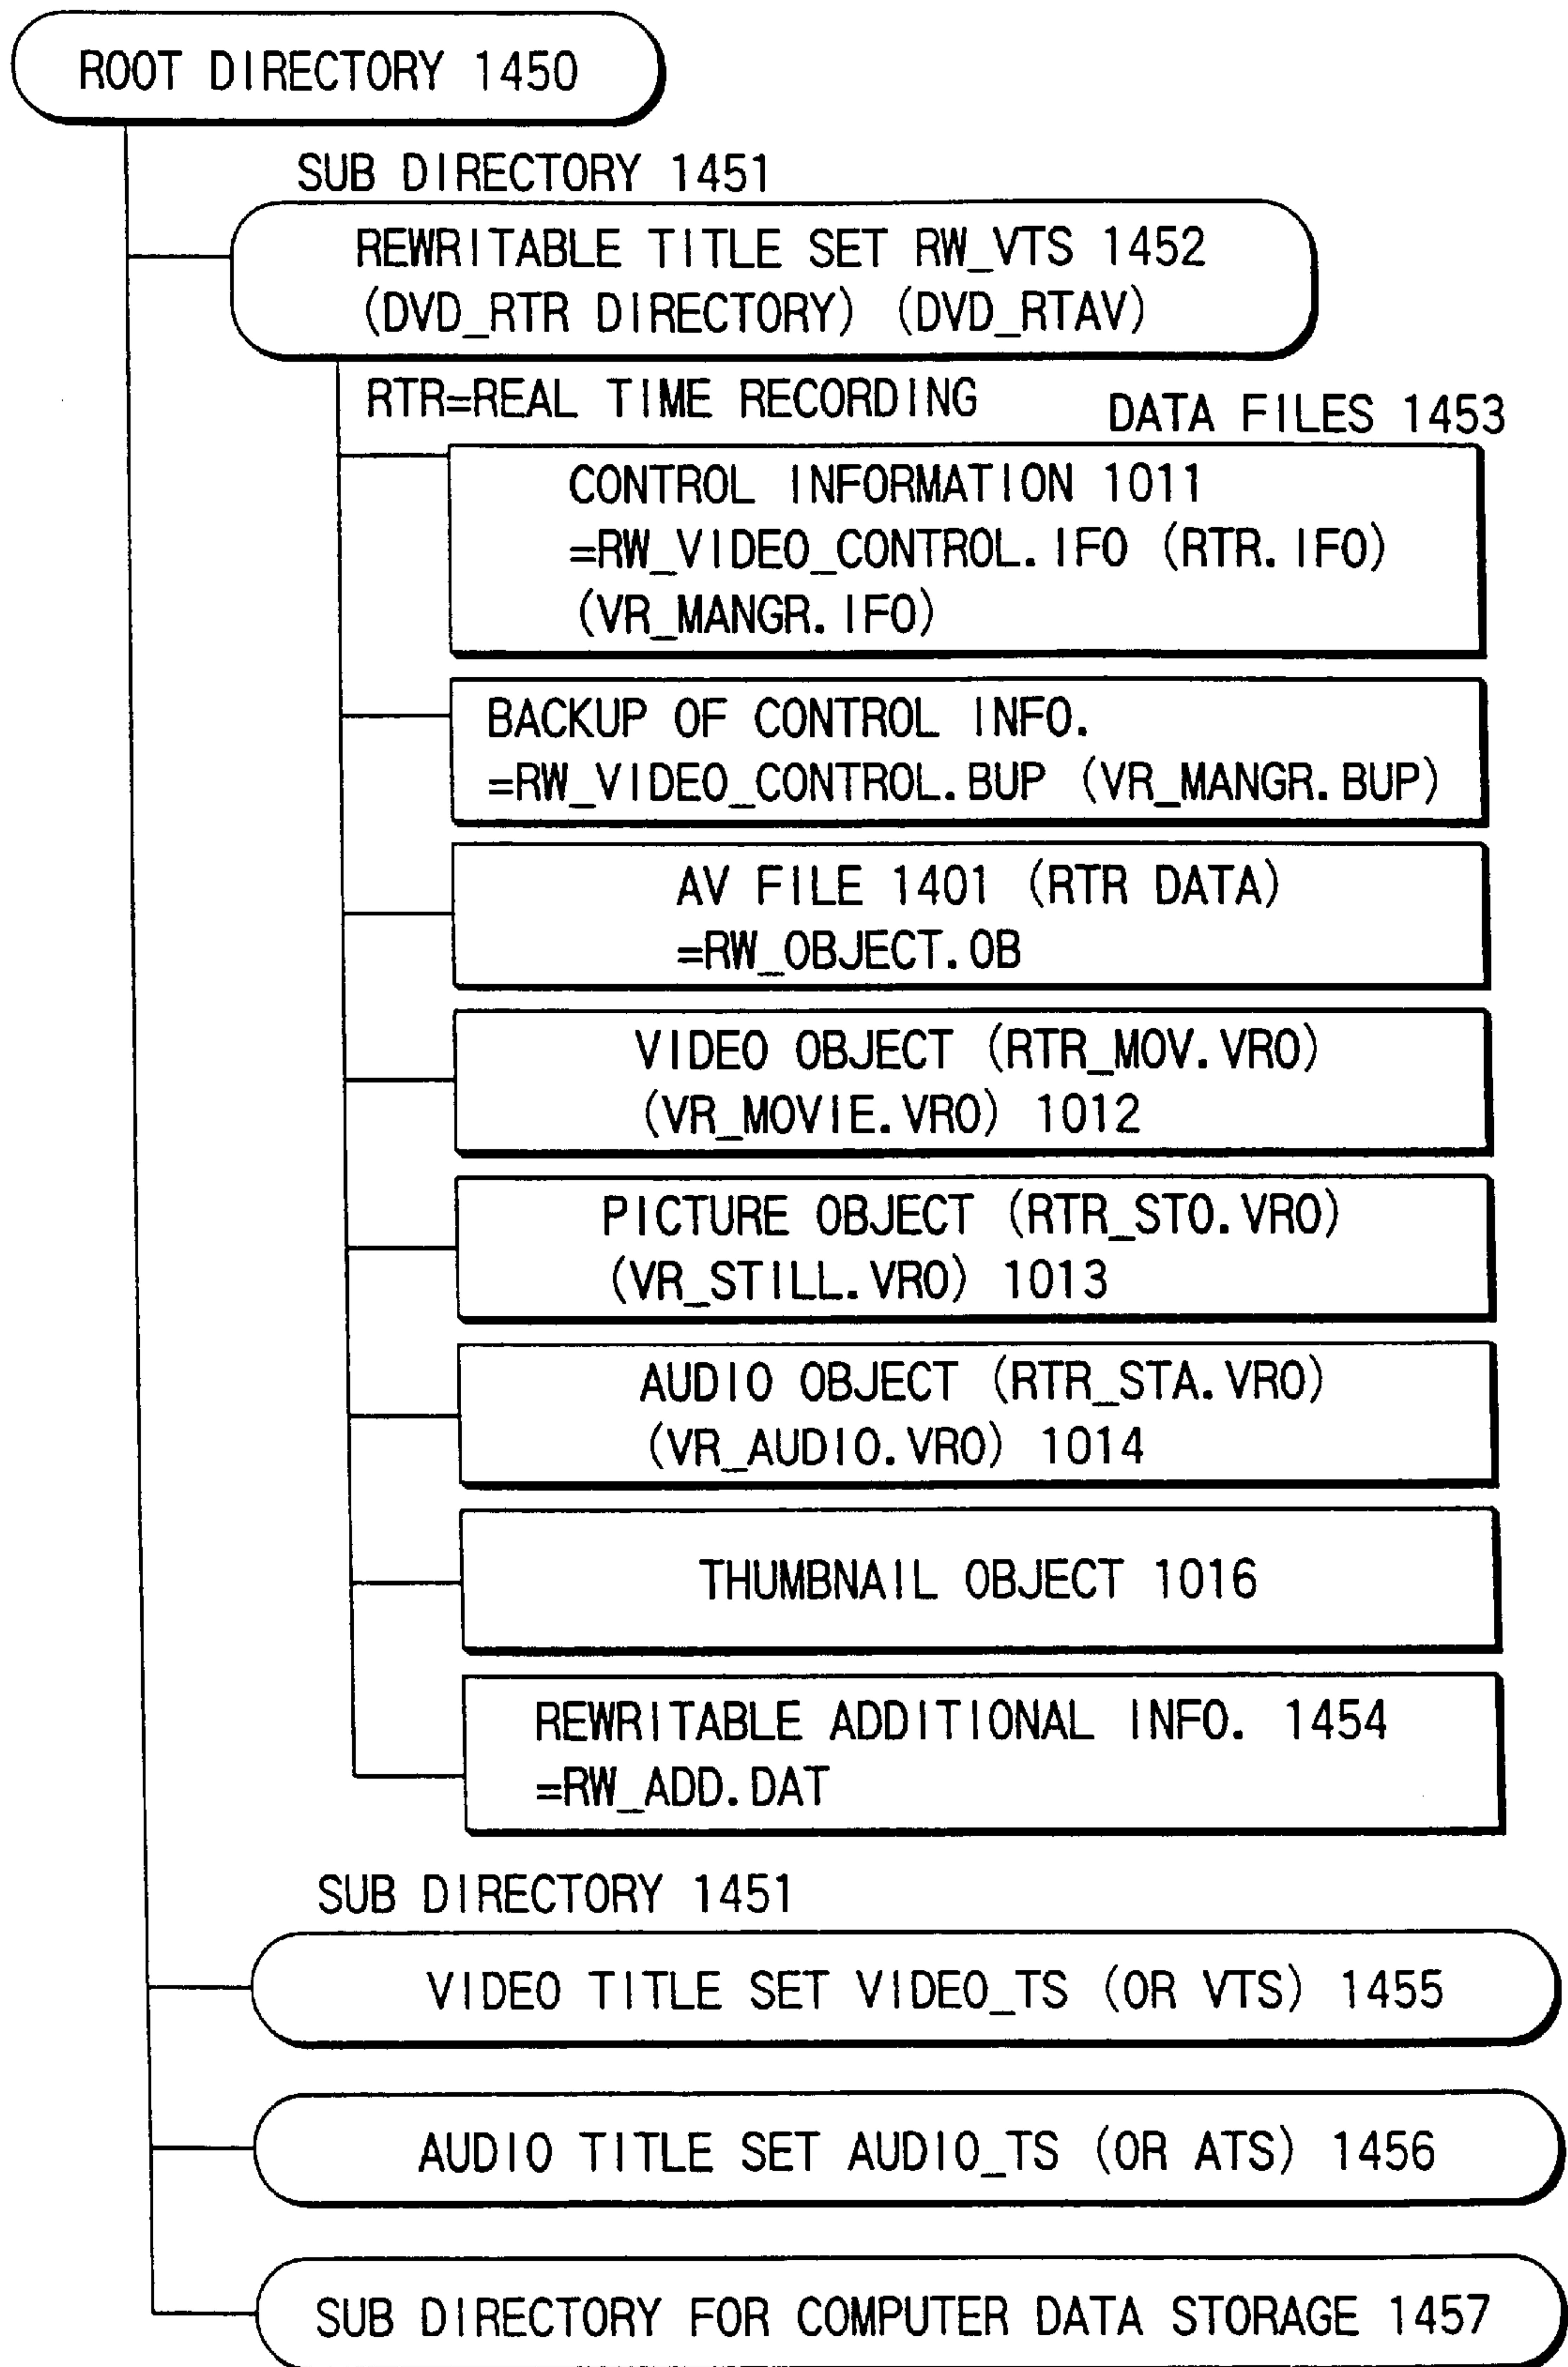 ROOT DIRECTORY 1450
SUB DIRECTORY 1451
REWRITABLE TITLE SET RW_VTS 1452
(DVD_RTR DIRECTORY) (DVD_RTAV)
RTR=REAL TIME RECORDING
DATA FILES 1453
CONTROL INFORMATION 1011
=RW_VIDEO_CONTROL.IFO (RTR.IFO)
(VR_MANGR.IFO)
BACKUP OF CONTROL INFO.
=RW_VIDEO_CONTROL.BUP (VR_MANGR.BUP)
AV FILE 1401 (RTR DATA)
=RW_OBJECT.OB
VIDEO OBJECT (RTR_MOV.VRO)
(VR_MOVIE.VRO) 1012
PICTURE OBJECT (RTR_STO.VRO)
(VR_STILL.VRO) 1013
AUDIO OBJECT (RTR_STA.VRO)
(VR_AUDIO.VRO) 1014
THUMBNAIL OBJECT 1016
REWRITABLE ADDITIONAL INFO. 1454
=RW_ADD.DAT
SUB DIRECTORY 1451
VIDEO TITLE SET VIDEO_TS (OR VTS) 1455
AUDIO TITLE SET AUDIO_TS (OR ATS) 1456
SUB DIRECTORY FOR COMPUTER DATA STORAGE 1457